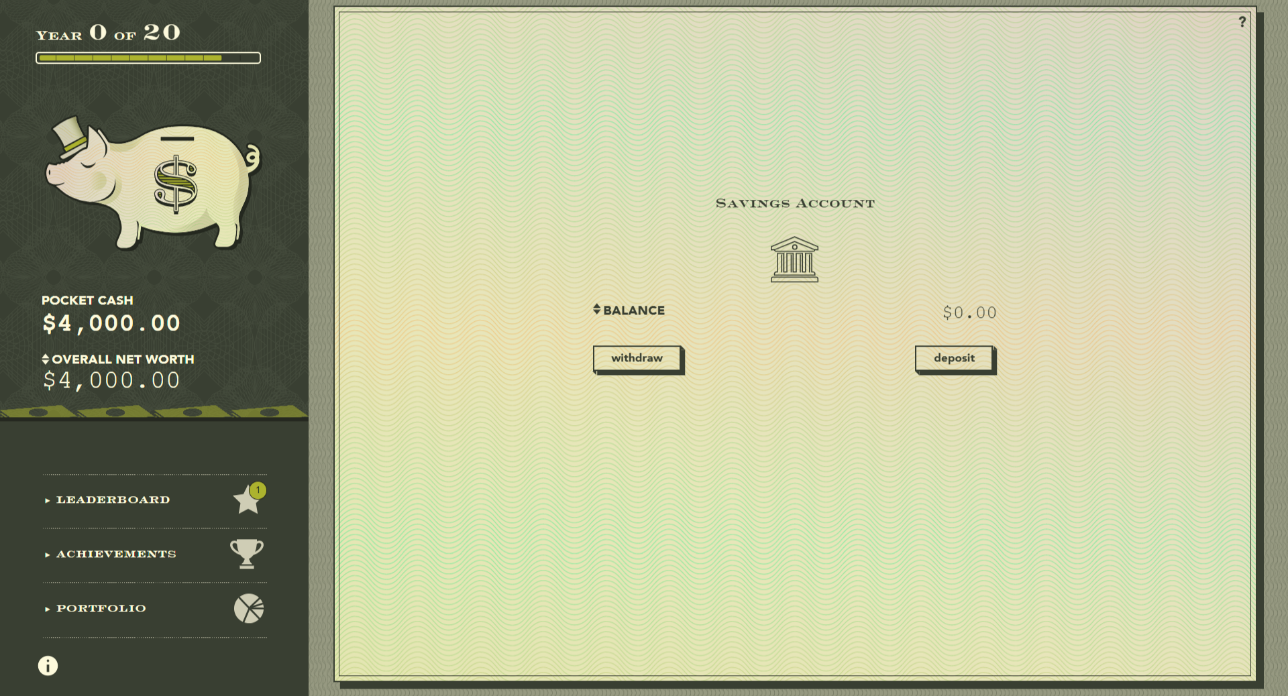 Year 0 of 20
$
POCKET CASH
$4,000.00
OVERALL NET WORTH
$4,000.00
LEADERBOARD
1
ACHIEVEMENTS
PORTFOLIO
i
?
Savings Account
BALANCE
$0.00
withdraw
deposit